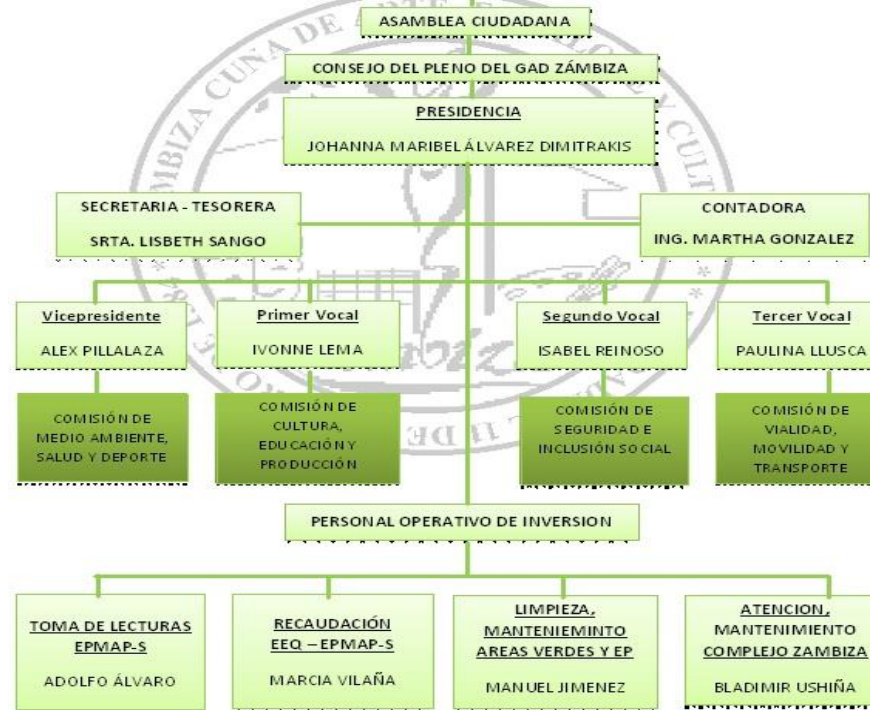 ASAMBLEA CIUDADANA
CONSEJO DEL PLENO DEL GAD ZÁMBIZA
PRESIDENCIA
JOHANNA MARIBEL ÁLVAREZ DIMITRAKIS
SECRETARIA - TESORERA
SRTA. LISBETH SANGO
CONTADORA
ING. MARTHA GONZALEZ
Vicepresidente
ALEX PILLALAZA
Primer Vocal
IVONNE LEMA
Segundo Vocal
ISABEL REINOSO
Tercer Vocal
PAULINA LLUSCA
COMISIÓN DE
MEDIO AMBIENTE,
SALUD Y DEPORTE
COMISIÓN DE
CULTURA,
EDUCACIÓN Y
PRODUCCIÓN
COMISIÓN DE
SEGURIDAD E
INCLUSIÓN SOCIAL
COMISIÓN DE
VIALIDAD,
MOVILIDAD Y
TRANSPORTE
PERSONAL OPERATIVO DE INVERSION
TOMA DE LECTURAS
EPMAP-S
ADOLFO ÁLVARO
RECAUDACIÓN
EEQ – EPMAP-S
MARCIA VILAÑA
LIMPIEZA,
MANTENIEMINTO
AREAS VERDES Y EP
MANUEL JIMENEZ
ATENCION,
MANTENIMIENTO
COMPLEJO ZAMBIZA
BLADIMIR USHIÑA